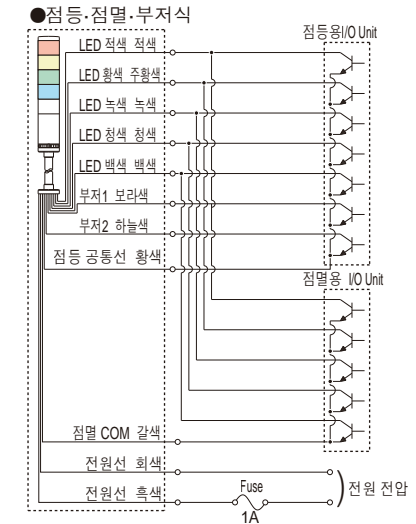 ●점등·점멸·부저식
점등용I/O Unit
LED 적색 적색
LED 황색 주황색
LED 녹색 녹색
LED 청색 청색
LED 백색 백색
부저1 보라색
부저2 하늘색
점등 공통선 황색
점멸용 I/O Unit
점멸 COM 갈색
전원선 회색
전원선 흑색
Fuse
1A
전원 전압